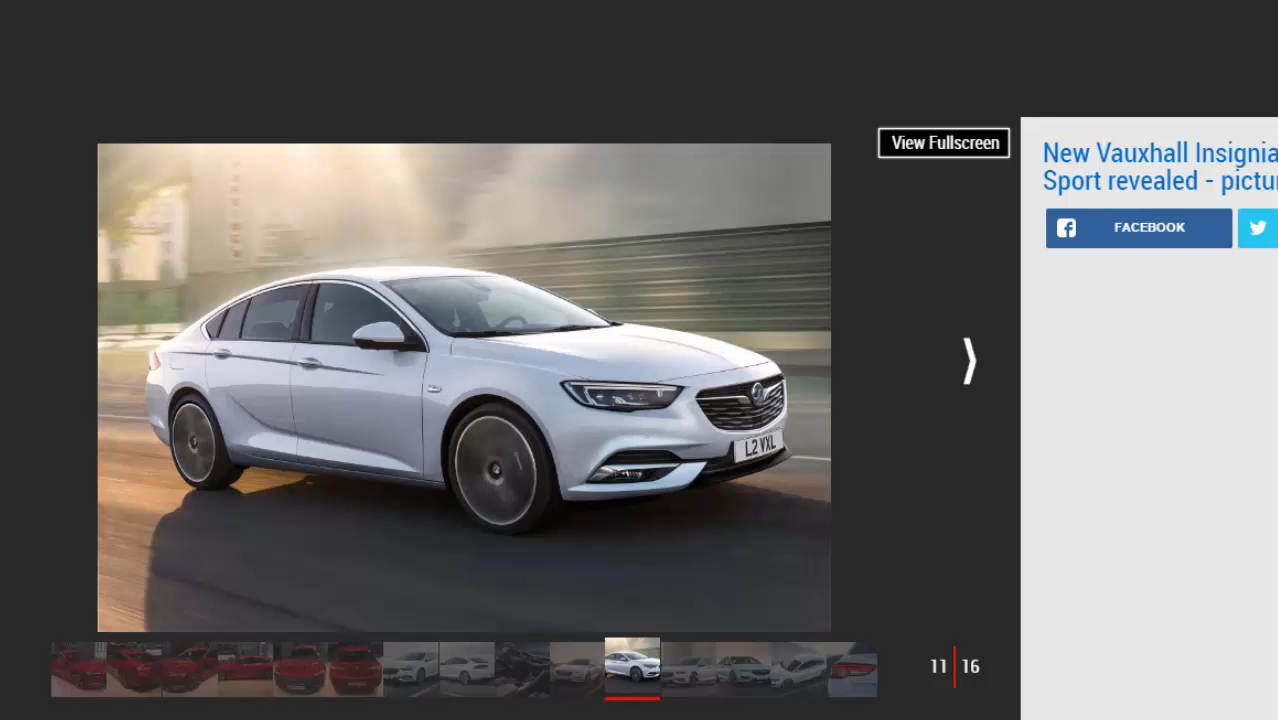 View Fullscreen
New Vauxhall Insignia
Sport revealed - pictu
FACEBOOK
L2 VXL
11 16